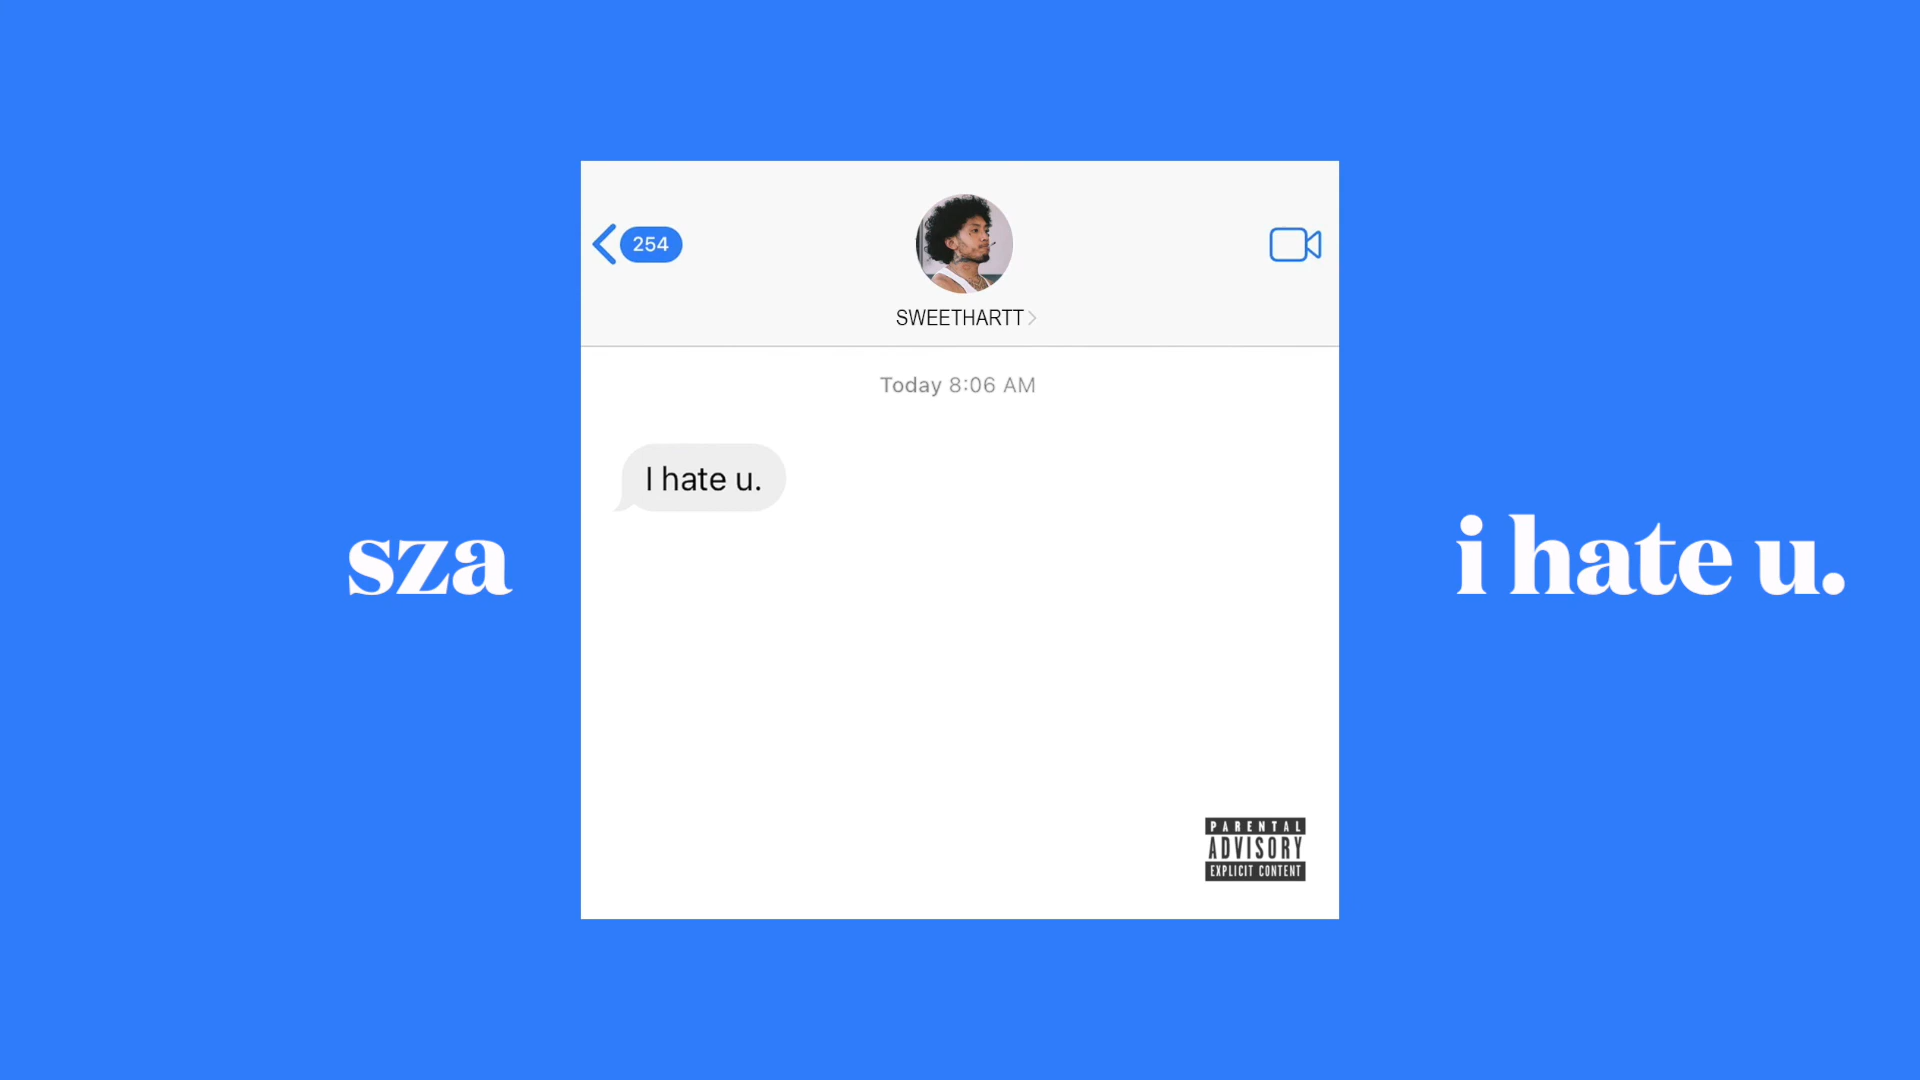 254
SWEETHARTT
Today 8:06 AM
I hate u.
sza
i hate u.
PARENTAL
ADVISORY
EXPLICIT CONTENT